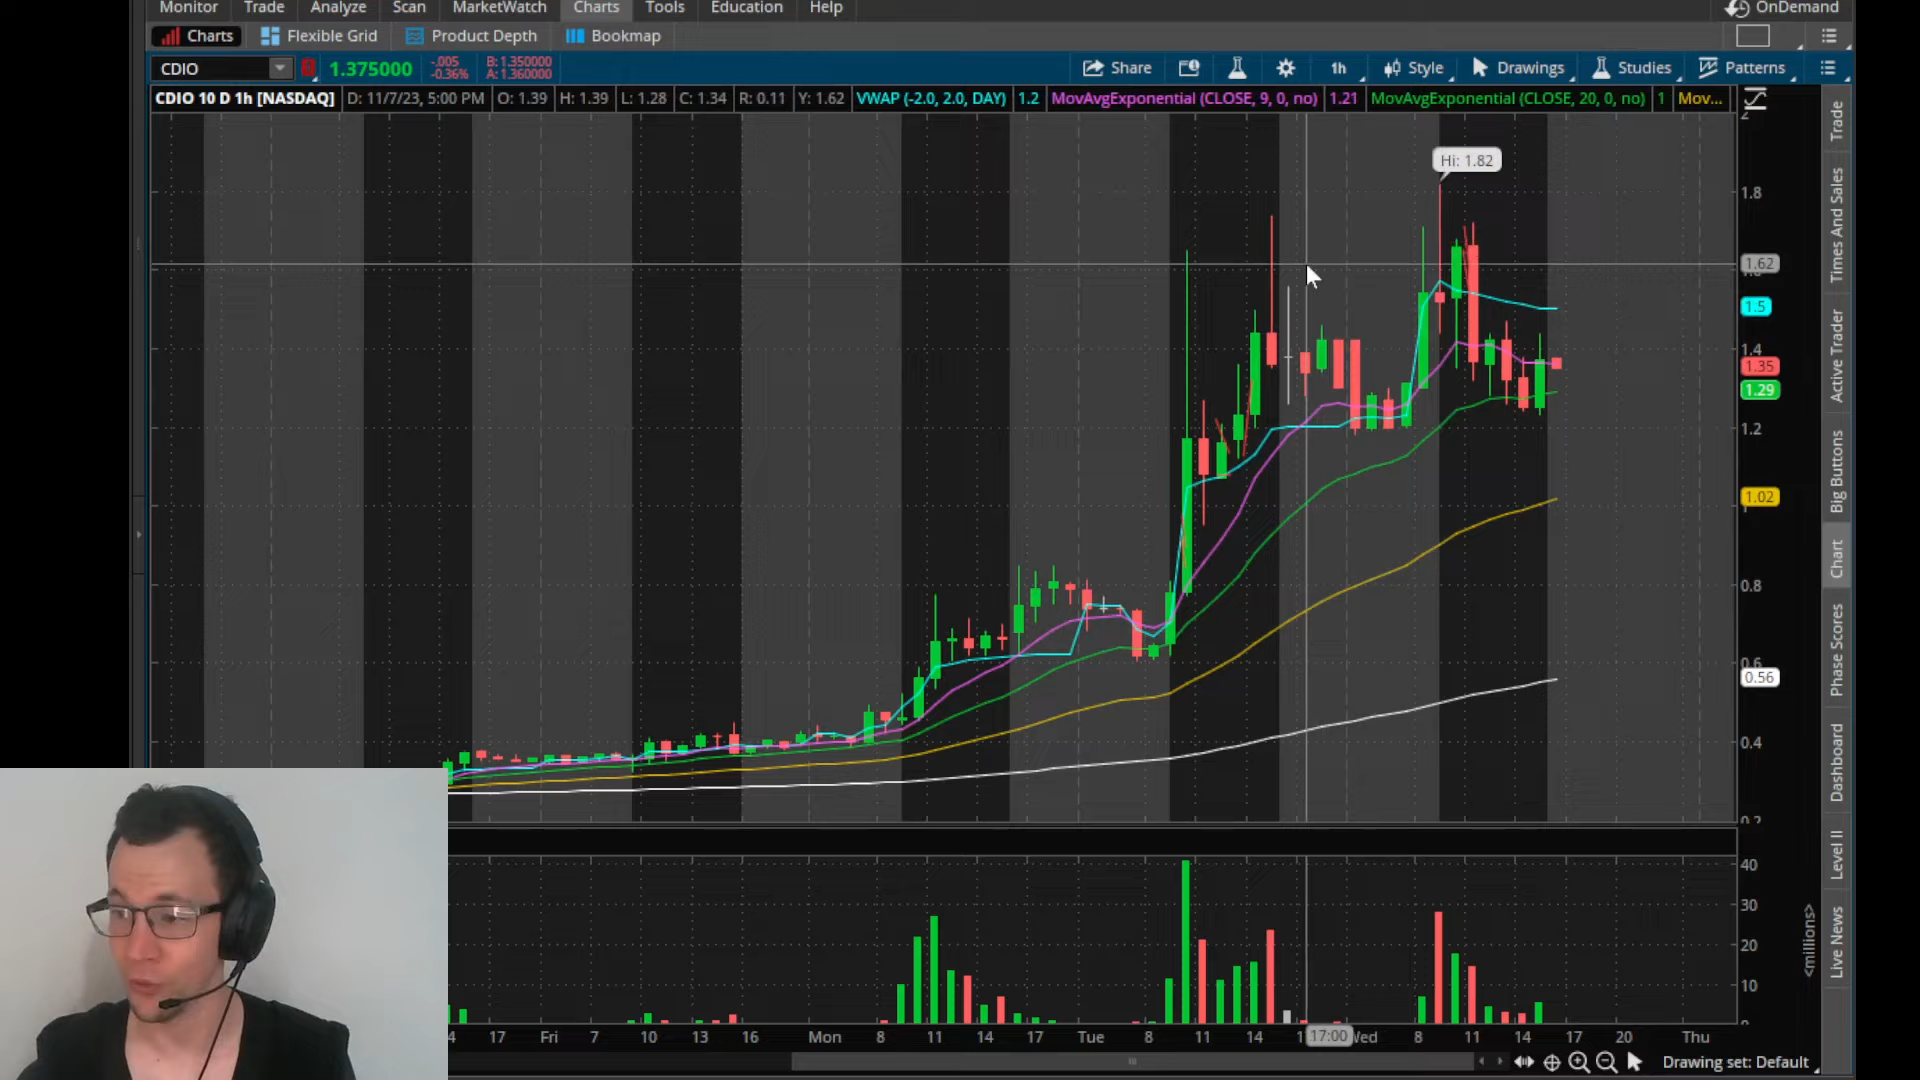 Monitor Trade Analyze Scan MarketWatch Charts Tools Education Help OnDemand
Charts Flexible Grid Product Depth Bookmap
CDIO 1.375000 -.005 -0.36% B: 1.350000 A: 1.360000 Share 1h Style Drawings Studies Patterns
CDIO 10 D 1h [NASDAQ] D: 11/7/23, 5:00 PM O: 1.39 H: 1.39 L: 1.28 C: 1.34 R: 0.11 Y: 1.62 VWAP (-2.0, 2.0, DAY) 1.2 MovAvgExponential (CLOSE, 9, 0, no) 1.21 MovAvgExponential (CLOSE, 20, 0, no) 1 Mov...
2
Hi: 1.82
1.8
1.62
1.5
1.4
1.35
1.29
1.2
1.02
0.8
0.6
0.56
0.4
0.2
40
30
20
10
<millions>
4 17 Fri 7 10 13 16 Mon 8 11 14 17 Tue 8 11 14 17:00 Wed 8 11 14 17 20 Thu
Drawing set: Default
Trade
Times And Sales
Active Trader
Big Buttons
Chart
Phase Scores
Dashboard
Level II
Live News